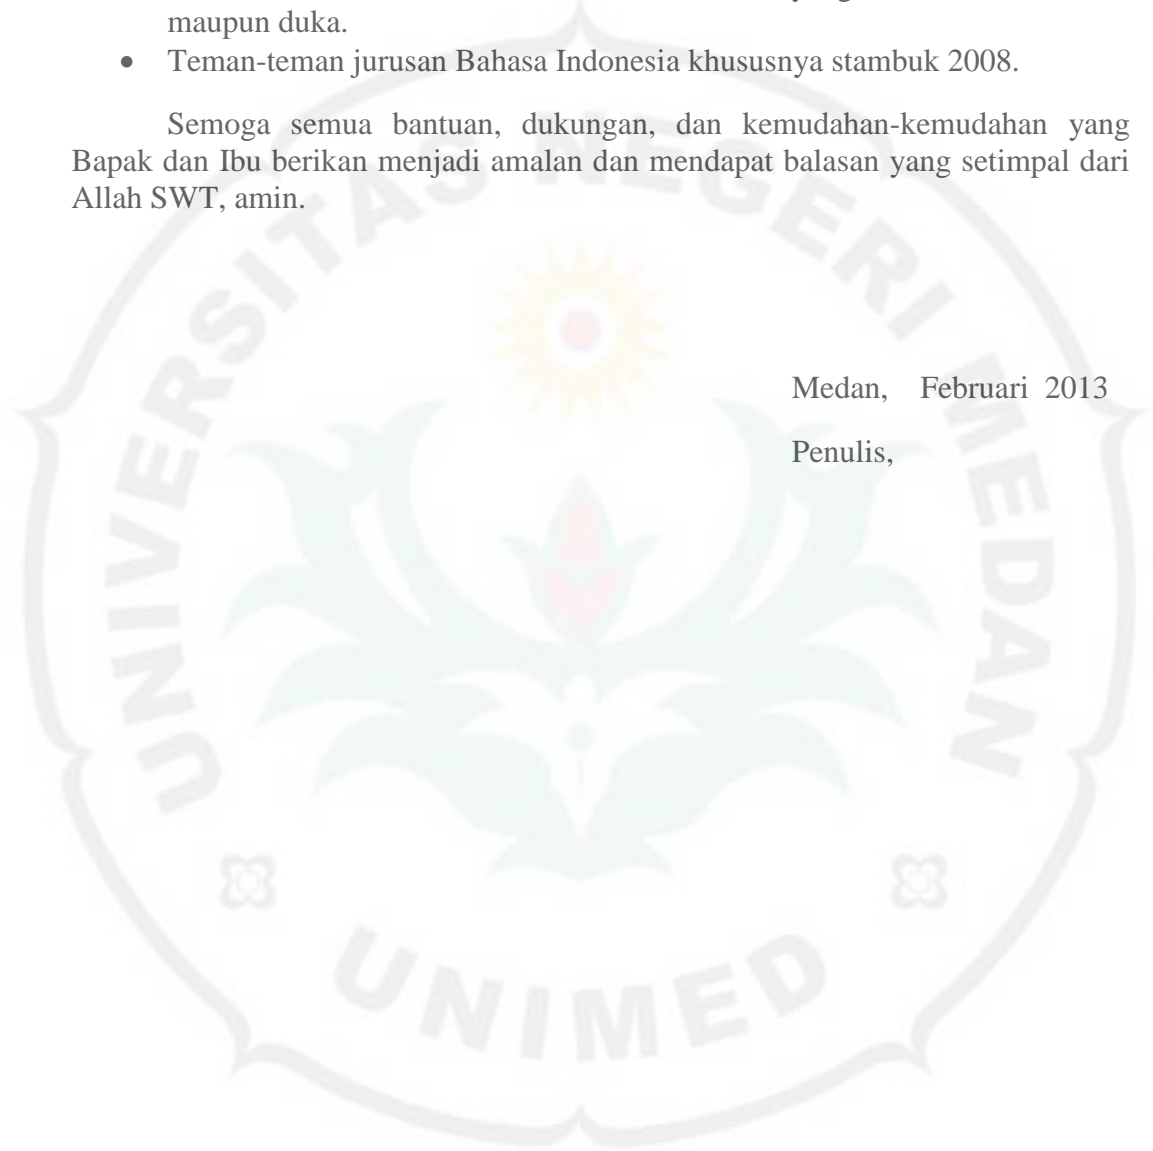 maupun duka.
• Teman-teman jurusan Bahasa Indonesia khususnya stambuk 2008.
Semoga semua bantuan, dukungan, dan kemudahan-kemudahan yang
Bapak dan Ibu berikan menjadi amalan dan mendapat balasan yang setimpal dari
Allah SWT, amin.
Medan, Februari 2013
Penulis,
UNIVERSITAS NEGERI MEDAN
UNIMED